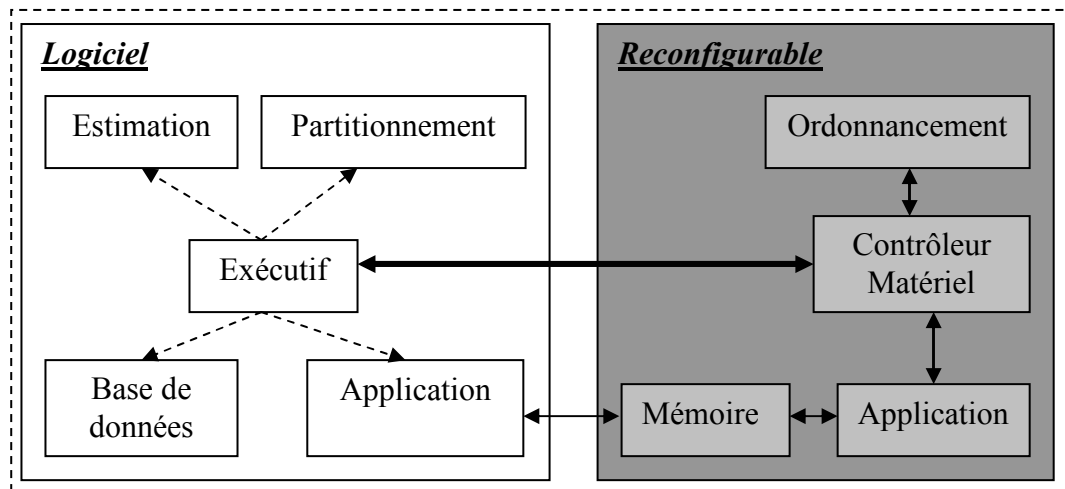 Logiciel
Estimation
Partitionnement
Exécutif
Base de
données
Application
Reconfigurable
Ordonnancement
Contrôleur
Matériel
Mémoire
Application